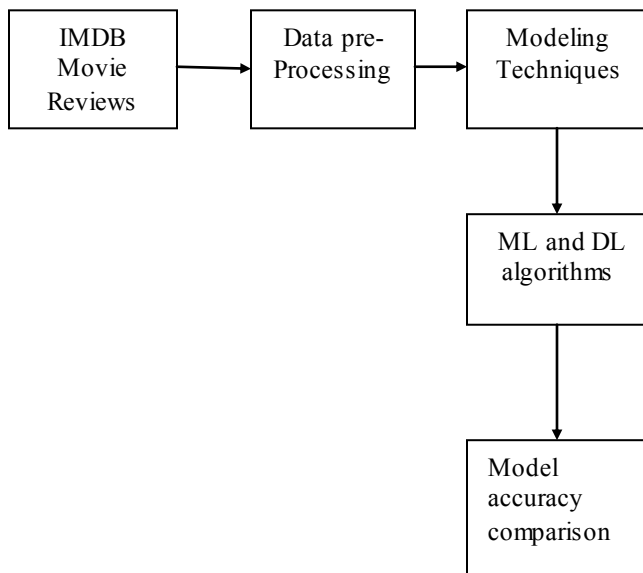 IMDB
Movie
Reviews
Data pre-
Processing
Modeling
Techniques
ML and DL
algorithms
Model
accuracy
comparison